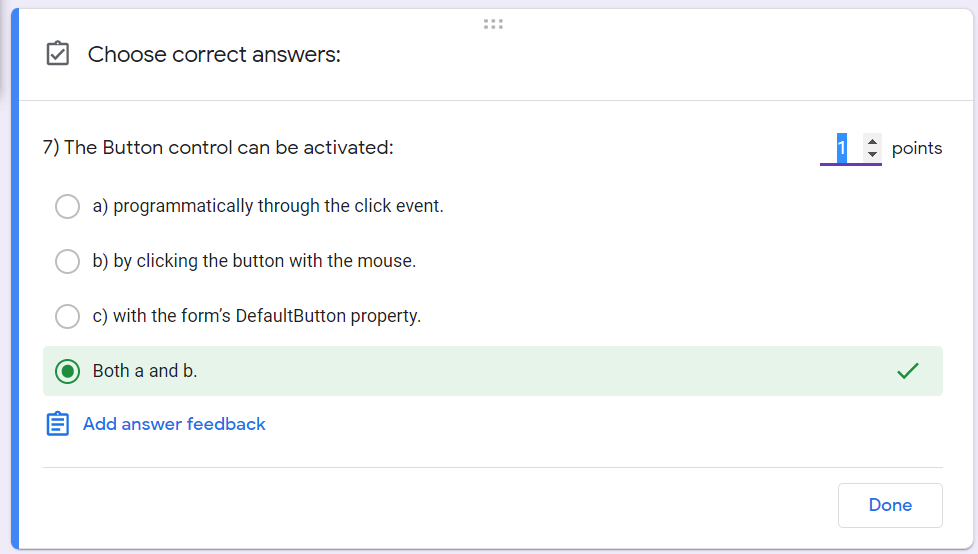 Choose correct answers:
7) The Button control can be activated:
1 points
a) programmatically through the click event.
b) by clicking the button with the mouse.
c) with the form’s DefaultButton property.
Both a and b.
Add answer feedback
Done